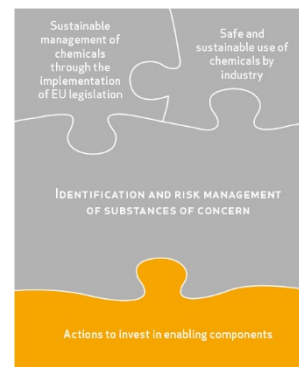 Sustainable
management of
chemicals
through the
implementation
of EU legislation
Safe and
sustainable use of
chemicals by
industry
IDENTIFICATION AND RISK MANAGEMENT
OF SUBSTANCES OF CONCERN
Actions to invest in enabling components